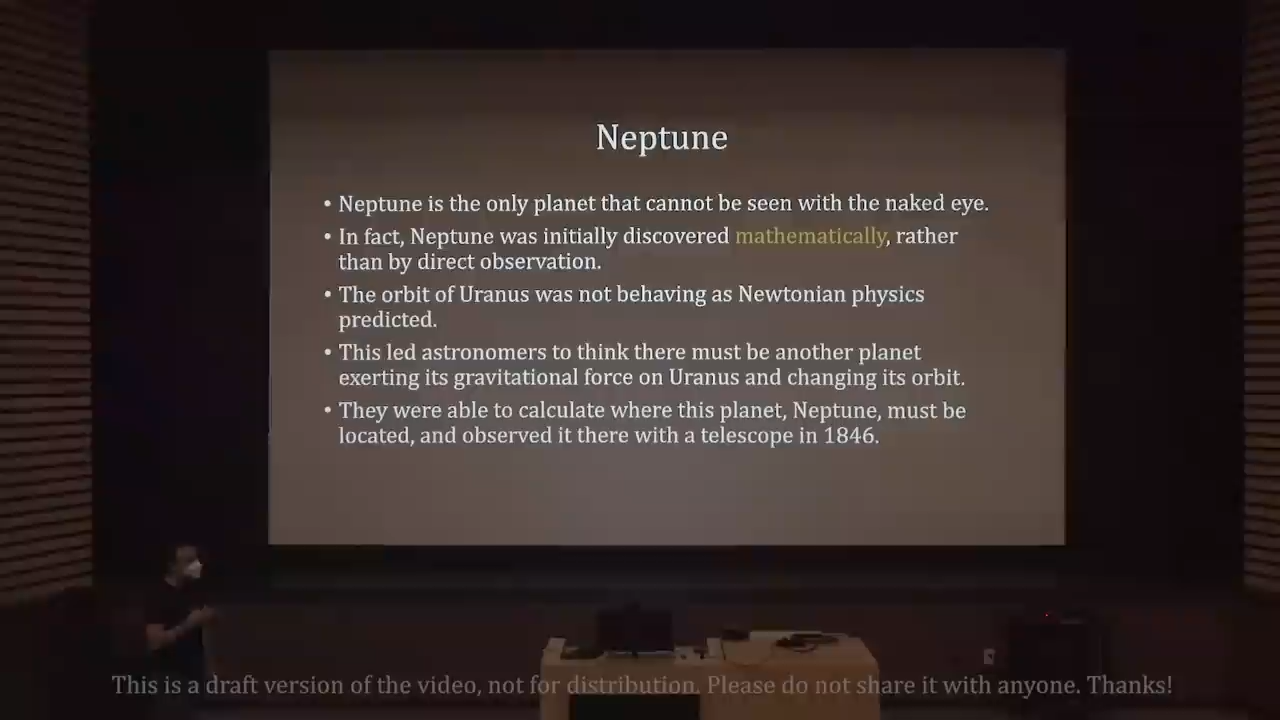 Neptune
• Neptune is the only planet that cannot be seen with the naked eye.
• In fact, Neptune was initially discovered mathematically, rather
than by direct observation.
• The orbit of Uranus was not behaving as Newtonian physics
predicted.
• This led astronomers to think there must be another planet
exerting its gravitational force on Uranus and changing its orbit.
• They were able to calculate where this planet, Neptune, must be
located, and observed it there with a telescope in 1846.
This is a draft version of the video, not for distribution. Please do not share it with anyone. Thanks!